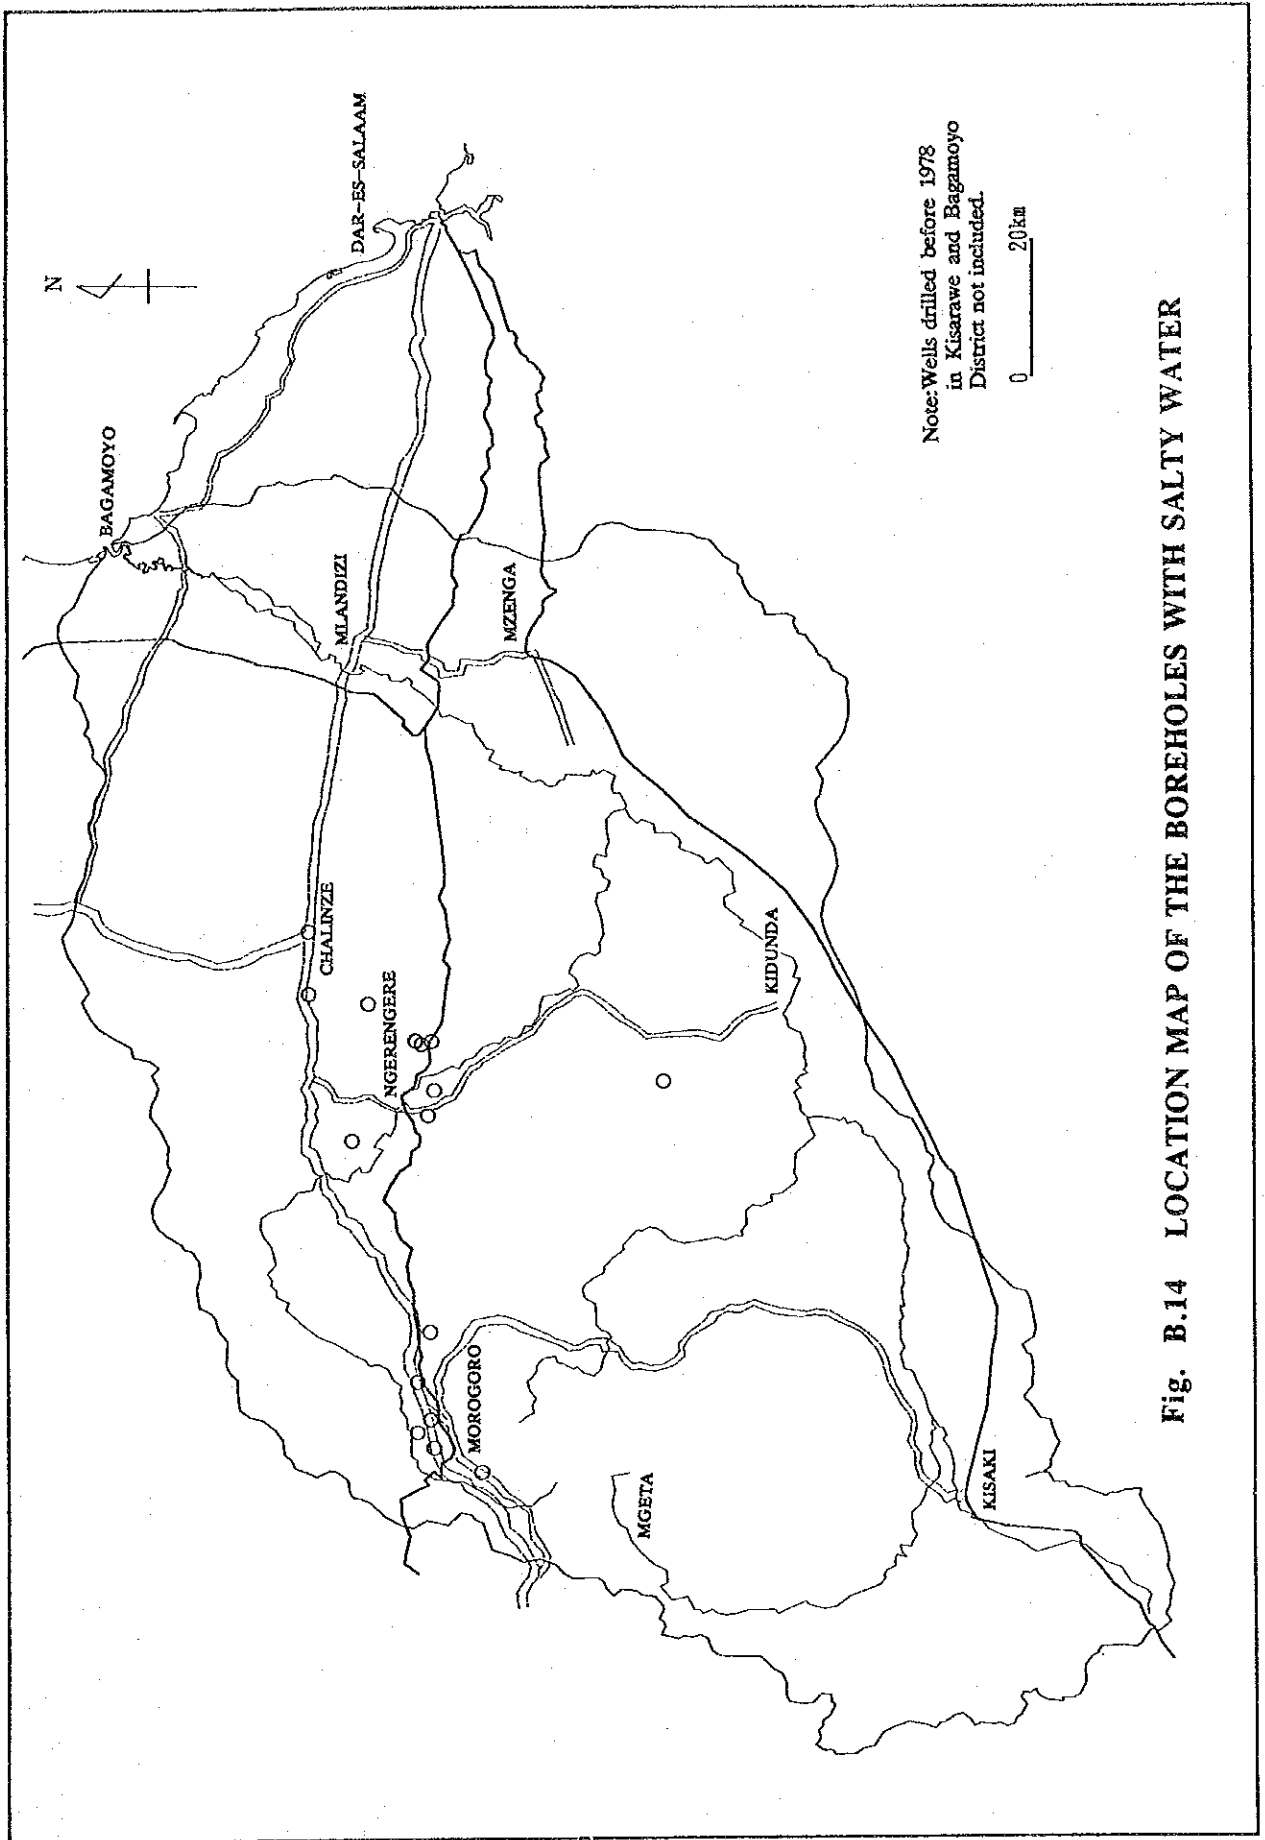 N
DAR-ES-SALAAM
BAGAMOYO
MLANDIZI
MZENGA
CHALINZE
NGERENGERE
KIDUNDA
MOROGORO
MGETA
KISAKI
Note:Wells drilled before 1978
in Kisarawe and Bagamoyo
District not included.
0 20km
Fig. B.14 LOCATION MAP OF THE BOREHOLES WITH SALTY WATER